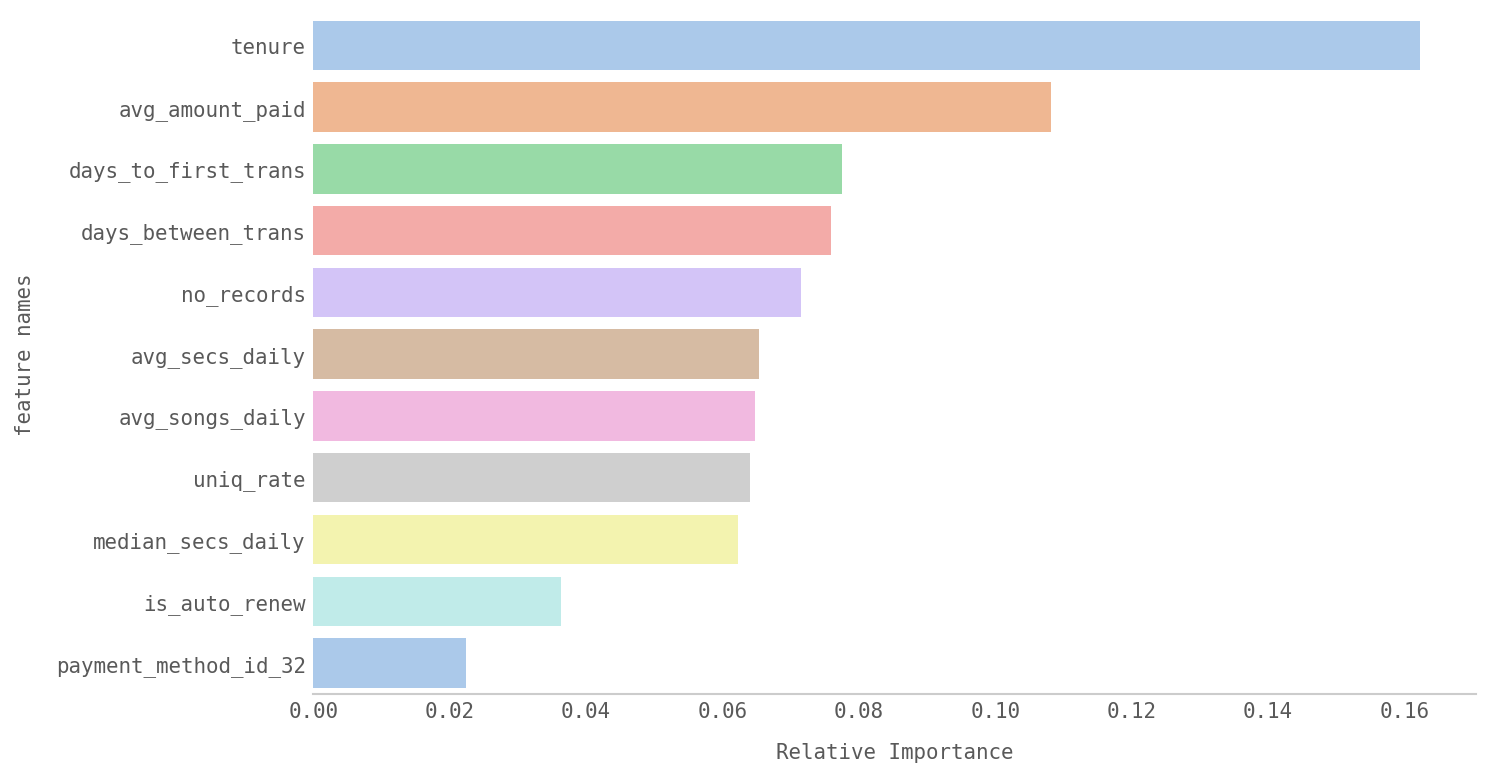 tenure
avg_amount_paid
days_to_first_trans
days_between_trans
no_records
avg_secs_daily
avg_songs_daily
uniq_rate
median_secs_daily
is_auto_renew
payment_method_id_32
feature names
0.00 0.02 0.04 0.06 0.08 0.10 0.12 0.14 0.16
Relative Importance